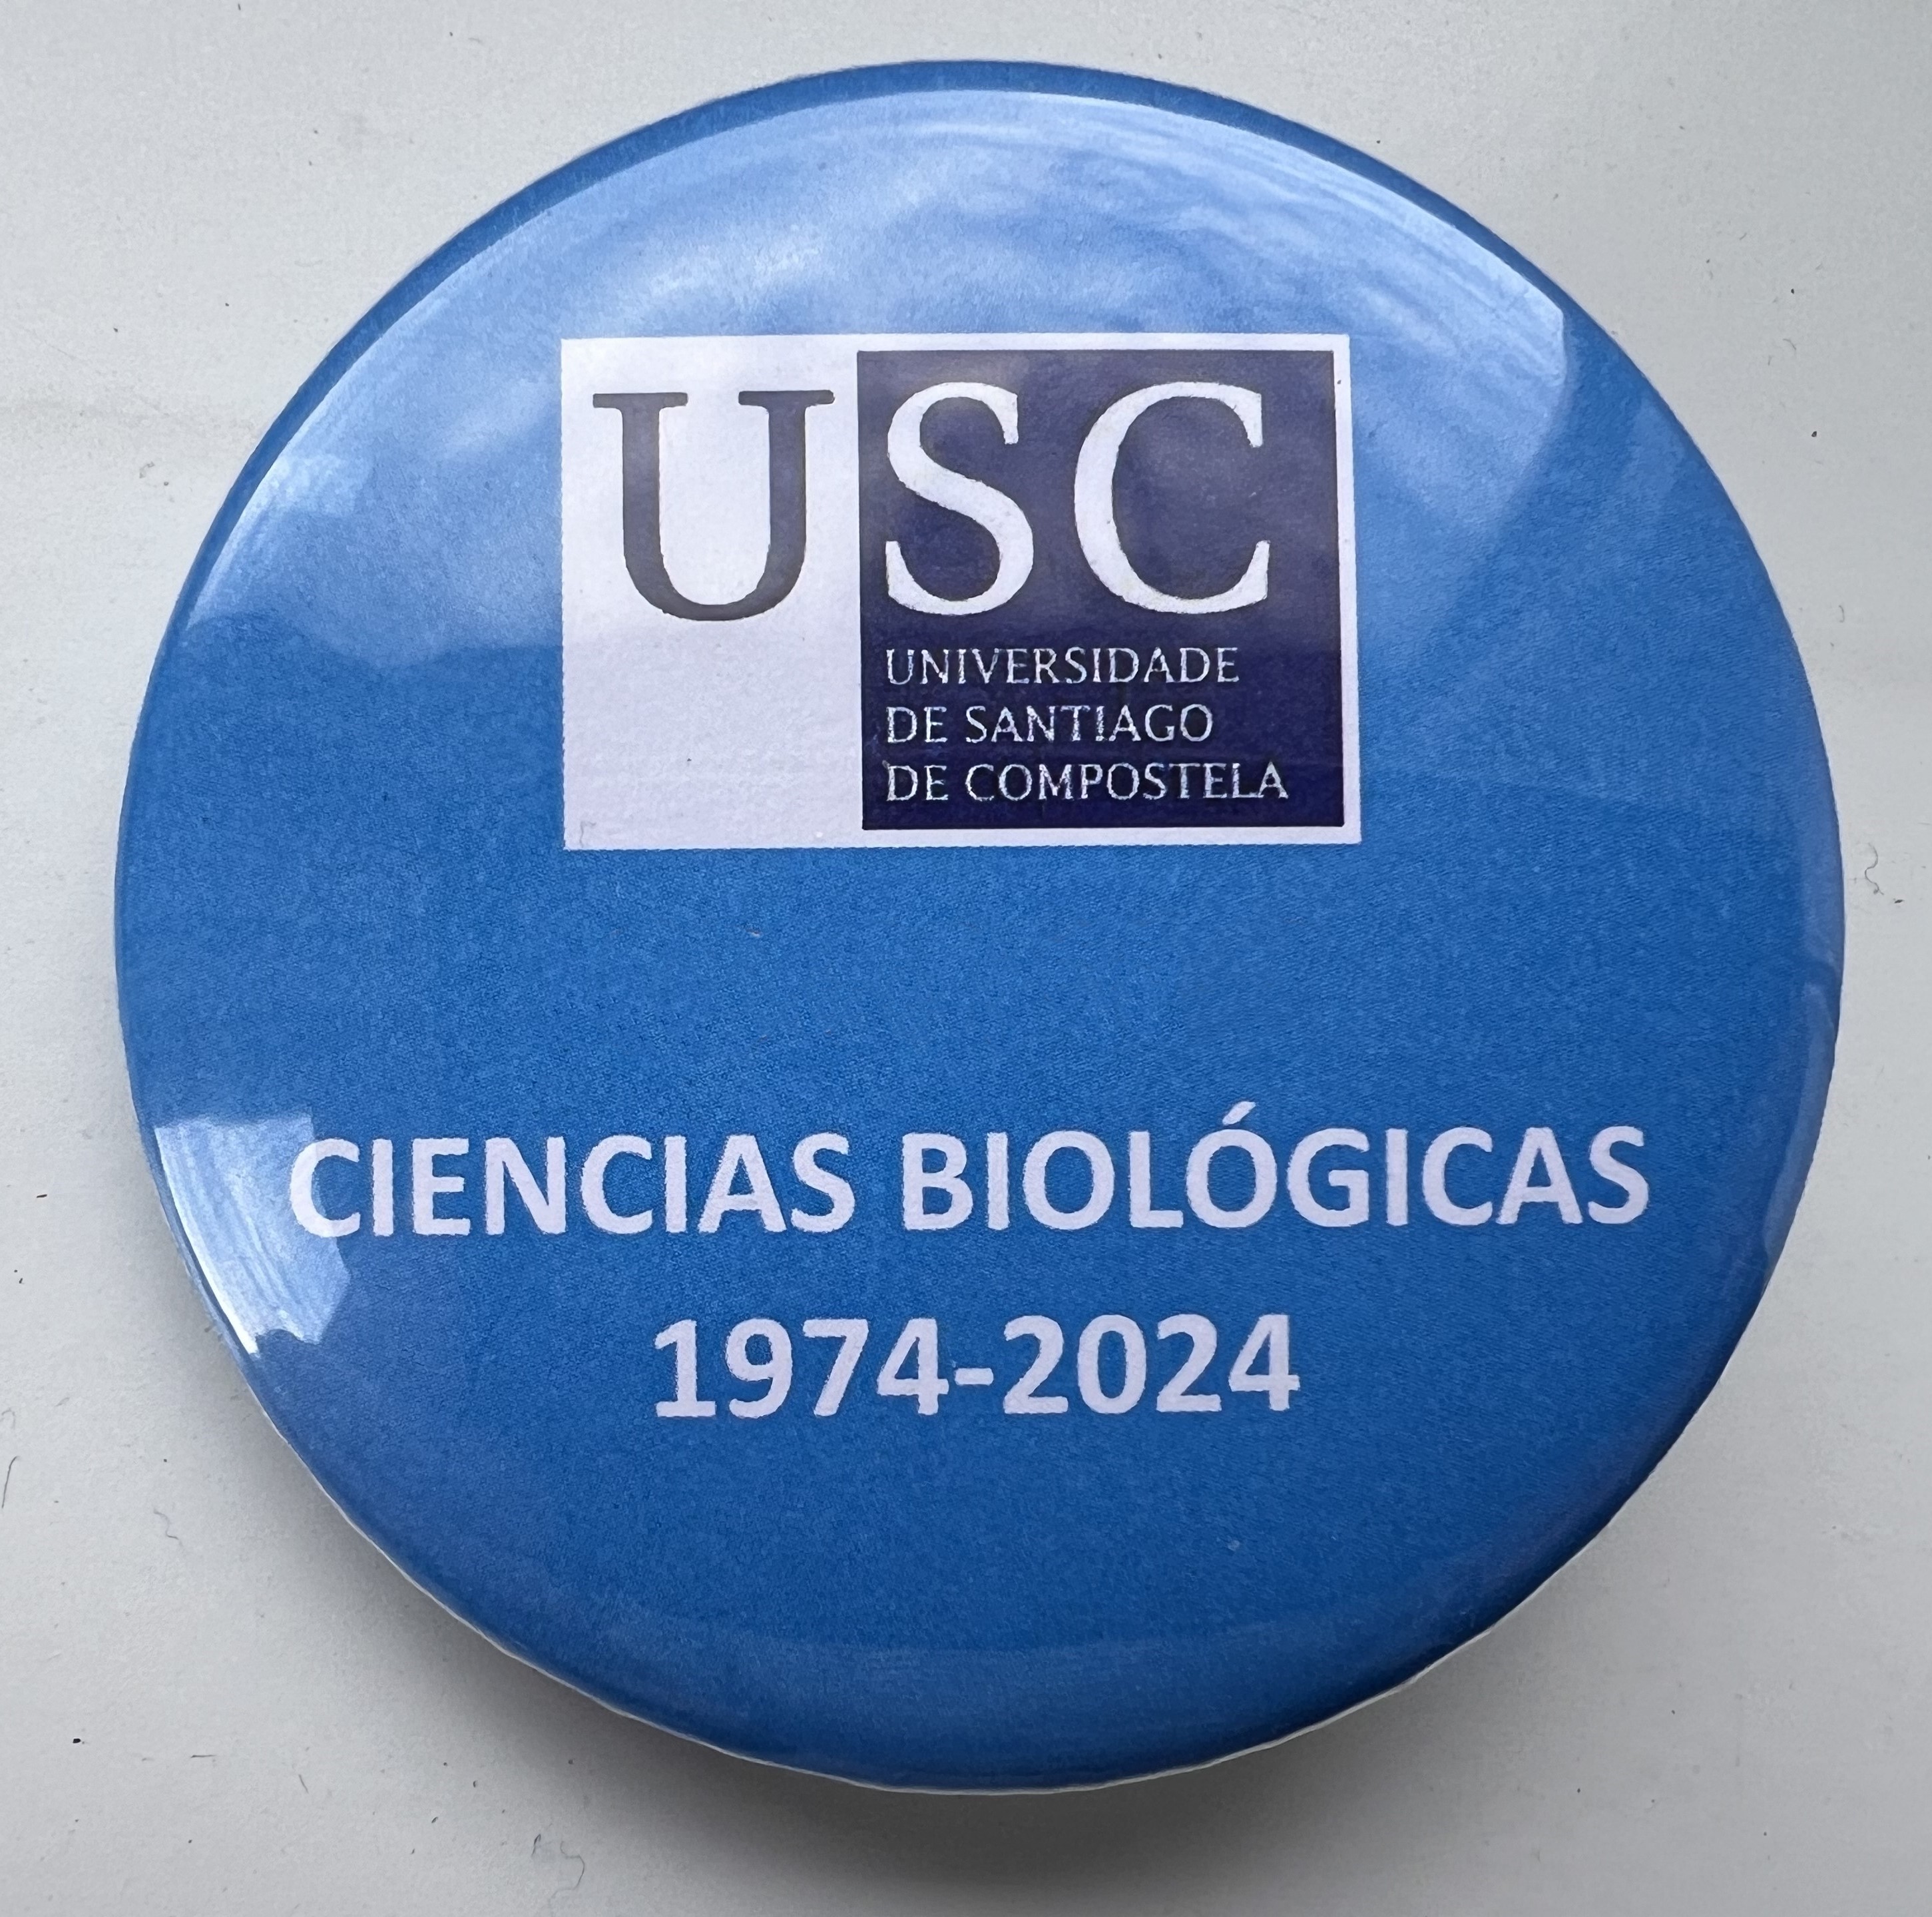 USC
UNIVERSIDADE
DE SANTIAGO
DE COMPOSTELA
CIENCIAS BIOLÓGICAS
1974-2024